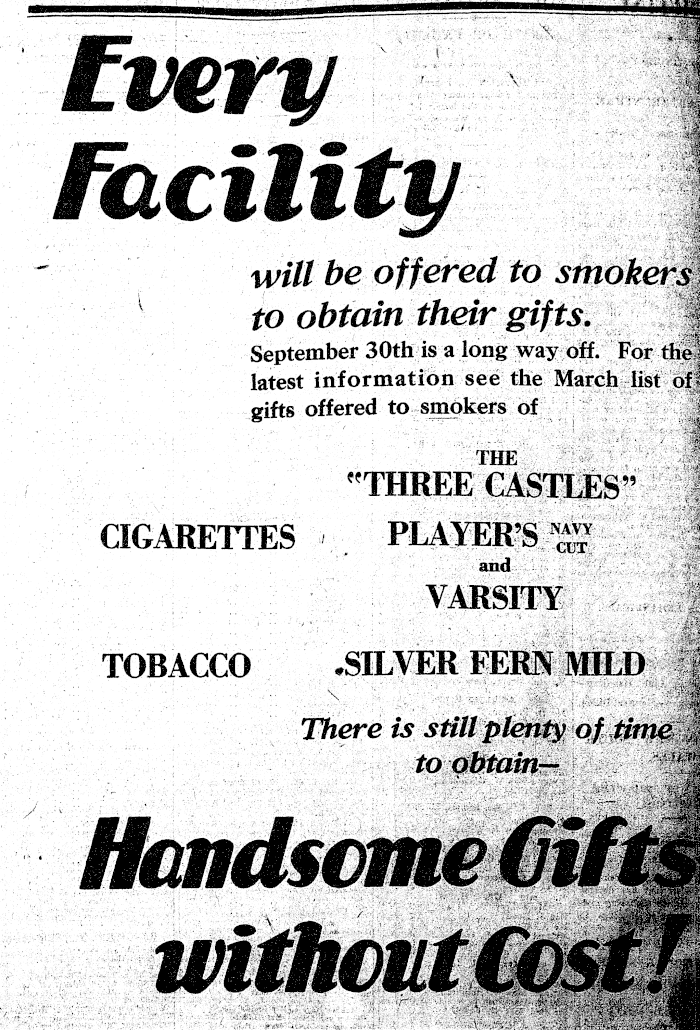 Every
Facility
will be offered to smokers
to obtain their gifts.
September 30th is a long way off. For the
latest information see the March list of
gifts offered to smokers of
THE
“THREE CASTLES”
CIGARETTES PLAYER'S NAVY CUT
and
VARSITY
TOBACCO SILVER FERN MILD
There is still plenty of time
to obtain—
Handsome Gifts
without Cost!